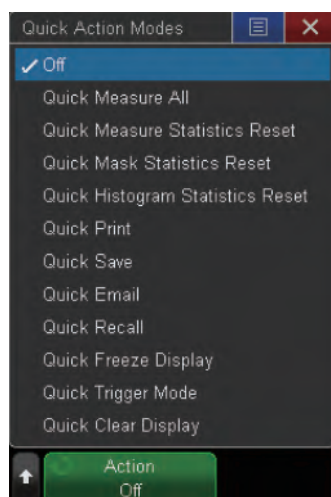 Quick Action Modes
Off
Quick Measure All
Quick Measure Statistics Reset
Quick Mask Statistics Reset
Quick Histogram Statistics Reset
Quick Print
Quick Save
Quick Email
Quick Recall
Quick Freeze Display
Quick Trigger Mode
Quick Clear Display
Action
Off